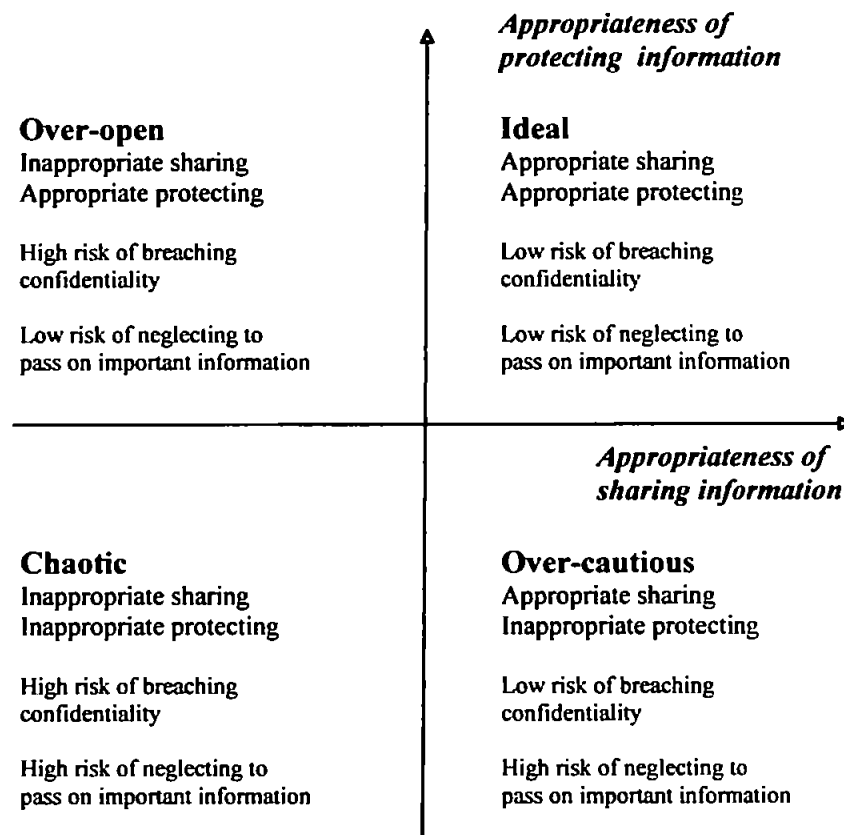 Appropriateness of
protecting information
Over-open
Inappropriate sharing
Appropriate protecting
High risk of breaching
confidentiality
Low risk of neglecting to
pass on important information
Ideal
Appropriate sharing
Appropriate protecting
Low risk of breaching
confidentiality
Low risk of neglecting to
pass on important information
Appropriateness of
sharing information
Chaotic
Inappropriate sharing
Inappropriate protecting
High risk of breaching
confidentiality
High risk of neglecting to
pass on important information
Over-cautious
Appropriate sharing
Inappropriate protecting
Low risk of breaching
confidentiality
High risk of neglecting to
pass on important information